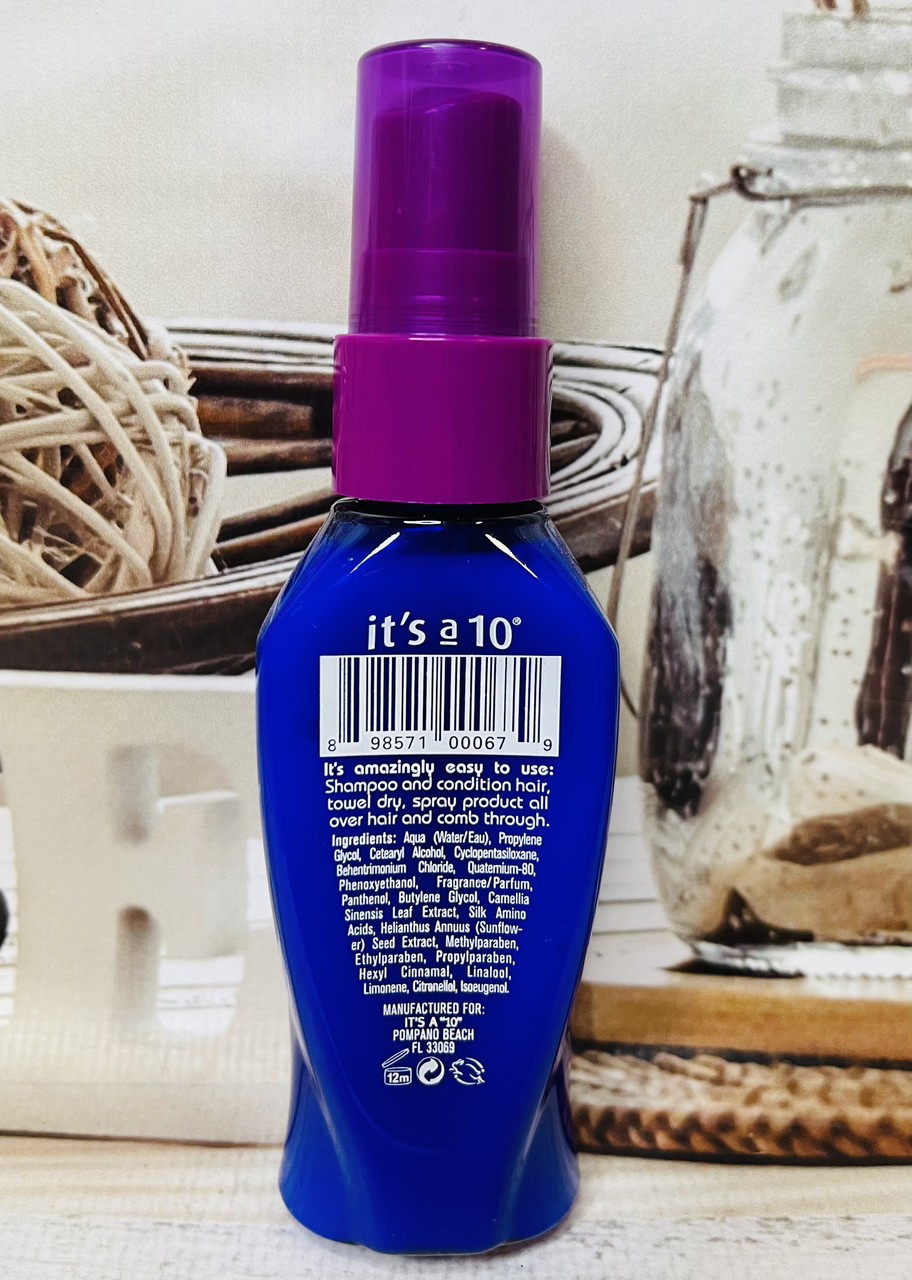 it's a 10®
8 98571 00067 9
It's amazingly easy to use:
Shampoo and condition hair,
towel dry, spray product all
over hair and comb through.
Ingredients: Aqua (Water/Eau), Propylene
Glycol, Cetearyl Alcohol, Cyclopentasiloxane,
Behentrimonium Chloride, Quaternium-80,
Phenoxyethanol, Fragrance/Parfum,
Panthenol, Butylene Glycol, Camellia
Sinensis Leaf Extract, Silk Amino
Acids, Helianthus Annuus (Sunflow-
er) Seed Extract, Methylparaben,
Ethylparaben, Propylparaben,
Hexyl Cinnamal, Linalool,
Limonene, Citronellol, Isoeugenol.
MANUFACTURED FOR:
IT'S A "10"
POMPANO BEACH
FL 33069
12m